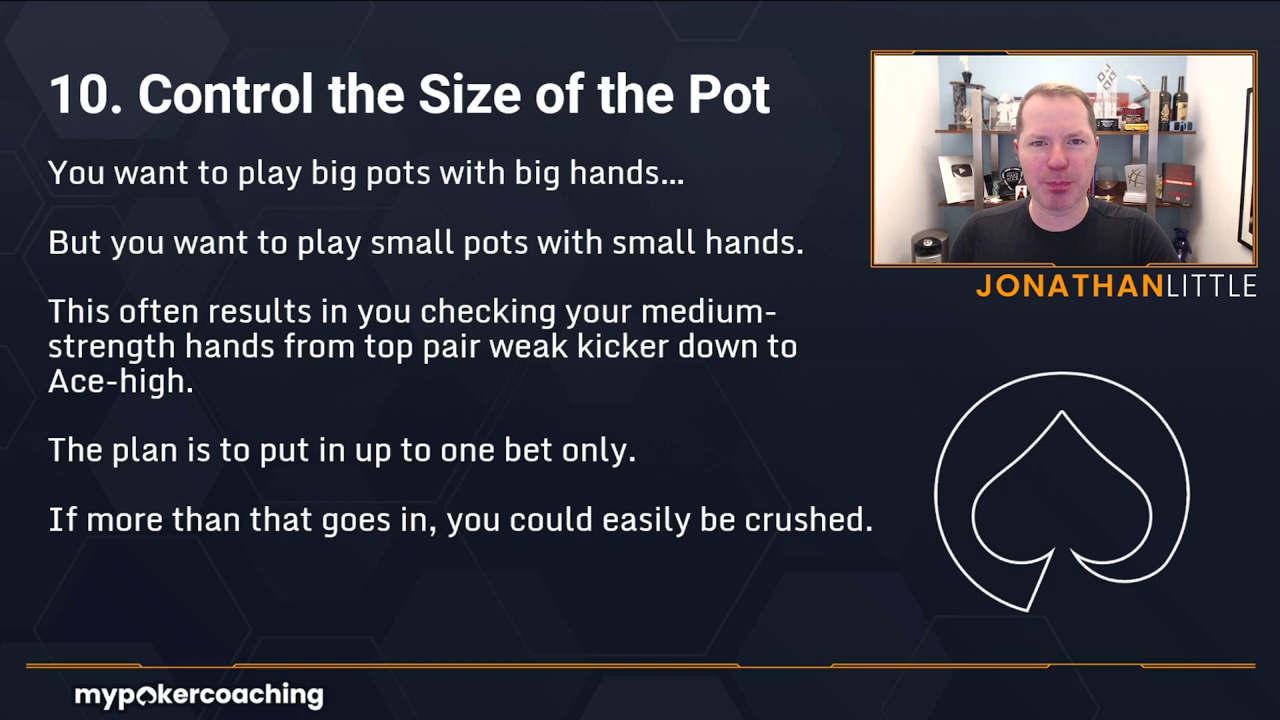 10. Control the Size of the Pot
You want to play big pots with big hands...
But you want to play small pots with small hands.
This often results in you checking your medium-
strength hands from top pair weak kicker down to
Ace-high.
The plan is to put in up to one bet only.
If more than that goes in, you could easily be crushed.
JONATHANLITTLE
mypokercoaching